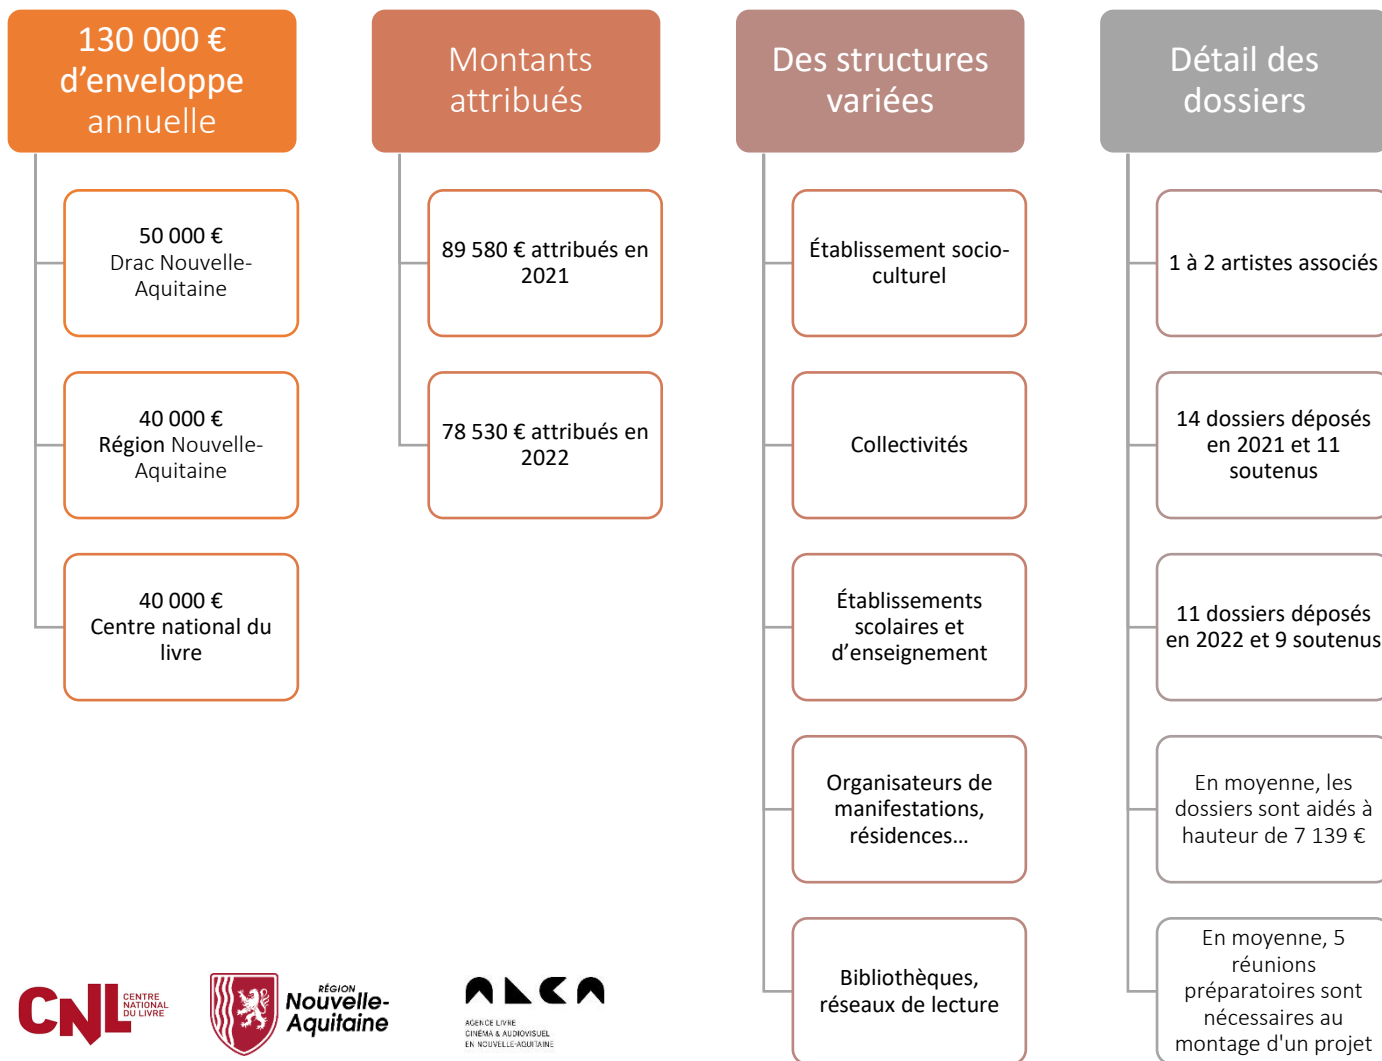 130 000 €
d’enveloppe
annuelle
50 000 €
Drac Nouvelle-
Aquitaine
40 000 €
Région Nouvelle-
Aquitaine
40 000 €
Centre national du
livre
Montants
attribués
89 580 € attribués en
2021
78 530 € attribués en
2022
Des structures
variées
Établissement socio-
culturel
Collectivités
Établissements
scolaires et
d’enseignement
Organisateurs de
manifestations,
résidences…
Bibliothèques,
réseaux de lecture
Détail des
dossiers
1 à 2 artistes associés
14 dossiers déposés
en 2021 et 11
soutenus
11 dossiers déposés
en 2022 et 9 soutenus
En moyenne, les
dossiers sont aidés à
hauteur de 7 139 €
En moyenne, 5
réunions
préparatoires sont
nécessaires au
montage d'un projet
CNL
CENTRE
NATIONAL
DU LIVRE
RÉGION
Nouvelle-
Aquitaine
ALCA
AGENCE LIVRE
CINÉMA & AUDIOVISUEL
EN NOUVELLE-AQUITAINE